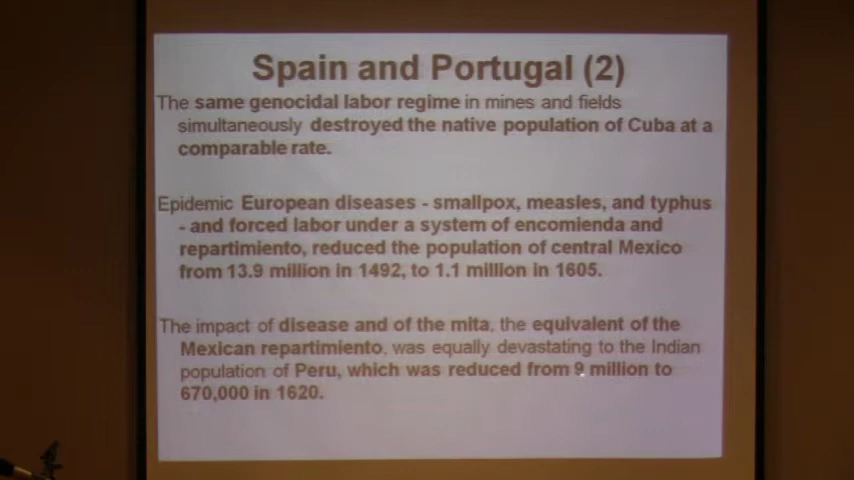 Spain and Portugal (2)
The same genocidal labor regime in mines and fields
simultaneously destroyed the native population of Cuba at a
comparable rate.
Epidemic European diseases - smallpox, measles, and typhus
- and forced labor under a system of encomienda and
repartimiento, reduced the population of central Mexico
from 13.9 million in 1492, to 1.1 million in 1605.
The impact of disease and of the mita, the equivalent of the
Mexican repartimiento, was equally devastating to the Indian
population of Peru, which was reduced from 9 million to
670,000 in 1620.